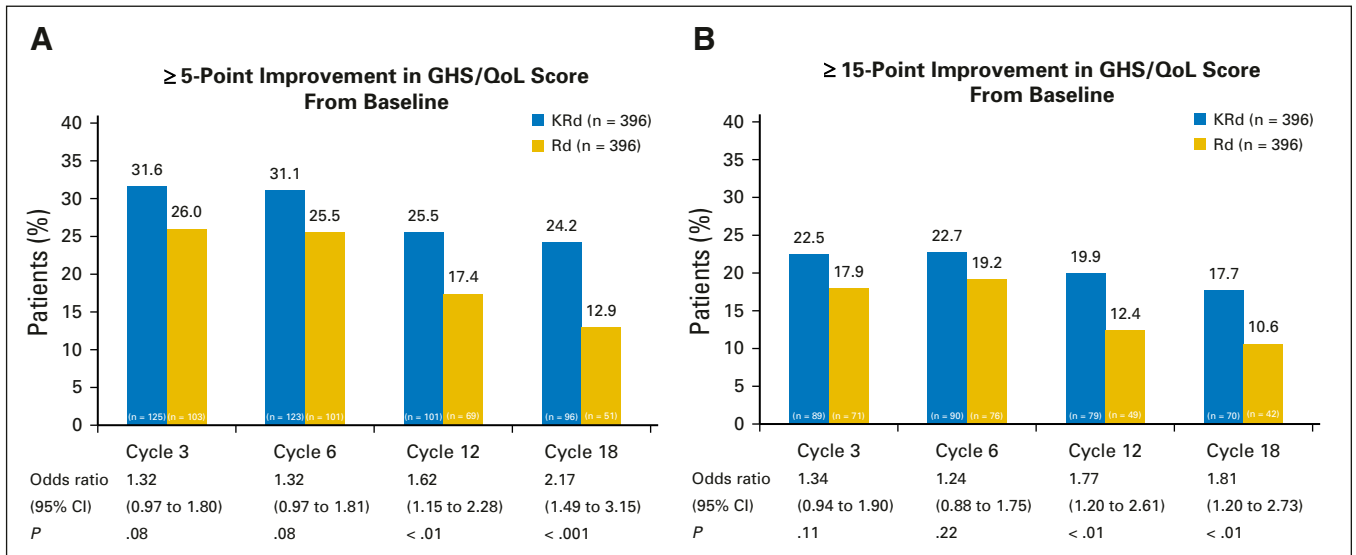 A
≥ 5-Point Improvement in GHS/QoL Score
From Baseline
KRd (n = 396)
Rd (n = 396)
Patients (%)
40
35
30
25
20
15
10
5
0
31.6
26.0
31.1
25.5
25.5
17.4
24.2
12.9
(n = 125) (n = 103) (n = 123) (n = 101) (n = 101) (n = 69) (n = 96) (n = 51)
Cycle 3 Cycle 6 Cycle 12 Cycle 18
Odds ratio 1.32 1.32 1.62 2.17
(95% CI) (0.97 to 1.80) (0.97 to 1.81) (1.15 to 2.28) (1.49 to 3.15)
P .08 .08 < .01 < .001
B
≥ 15-Point Improvement in GHS/QoL Score
From Baseline
KRd (n = 396)
Rd (n = 396)
Patients (%)
40
35
30
25
20
15
10
5
0
22.5
17.9
22.7
19.2
19.9
12.4
17.7
10.6
(n = 89) (n = 71) (n = 90) (n = 76) (n = 79) (n = 49) (n = 70) (n = 42)
Cycle 3 Cycle 6 Cycle 12 Cycle 18
Odds ratio 1.34 1.24 1.77 1.81
(95% CI) (0.94 to 1.90) (0.88 to 1.75) (1.20 to 2.61) (1.20 to 2.73)
P .11 .22 < .01 < .01